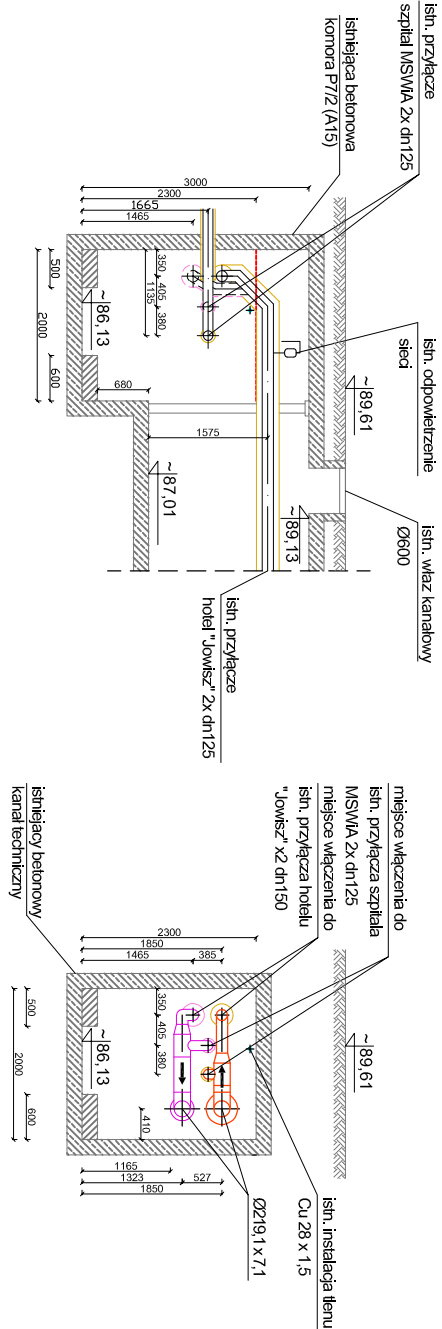 istn. przyłącze
szpital MSWiA 2x dn125
istniejąca betonowa
komora P7/2 (A15)
istn. odpowietrzenie
sieci
istn. właz kanałowy
Ø600
3000
2300
1665
1465
350
405
380
1135
500
2000
600
680
1575
~86,13
~87,01
~89,61
~89,13
istn. przyłącze
hotel "Jowisz" 2x dn125
miejsce włączenia do
istn. przyłącza szpitala
MSWiA 2x dn125
miejsce włączenia do
istn. przyłącza hotelu
"Jowisz" x2 dn150
istniejacy betonowy
kanał techniczny
2300
1850
1465
385
350
405
380
410
500
2000
600
~86,13
~89,61
1165
1323
527
1850
Ø219,1 x 7,1
istn. instalacja tlenu
Cu 28 x 1,5